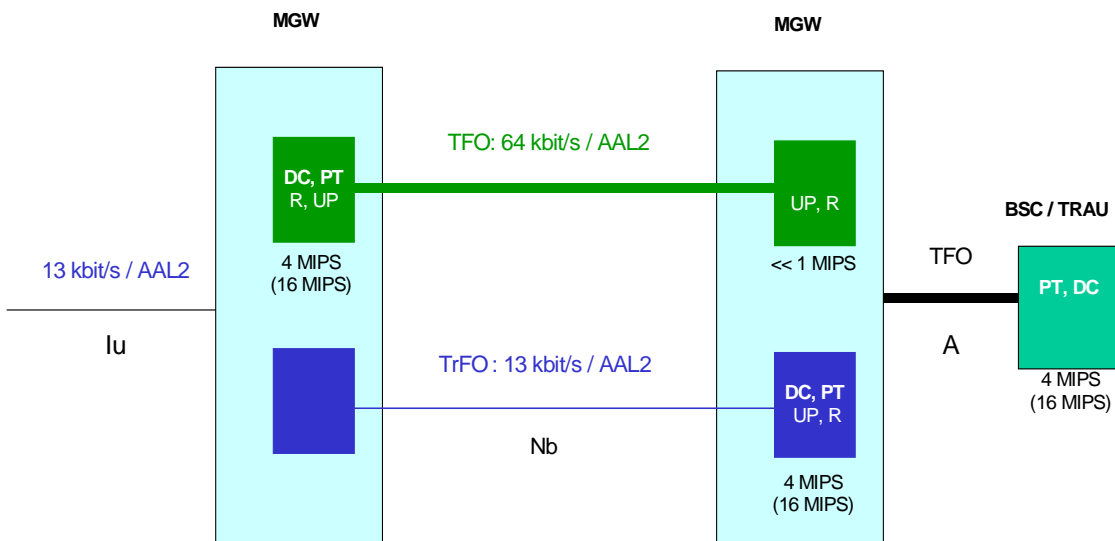 MGW
MGW
TFO: 64 kbit/s / AAL2
DC, PT
R, UP
UP, R
BSC / TRAU
13 kbit/s / AAL2
4 MIPS
(16 MIPS)
<< 1 MIPS
TFO
PT, DC
Iu
A
TrFO : 13 kbit/s / AAL2
4 MIPS
(16 MIPS)
DC, PT
UP, R
Nb
4 MIPS
(16 MIPS)